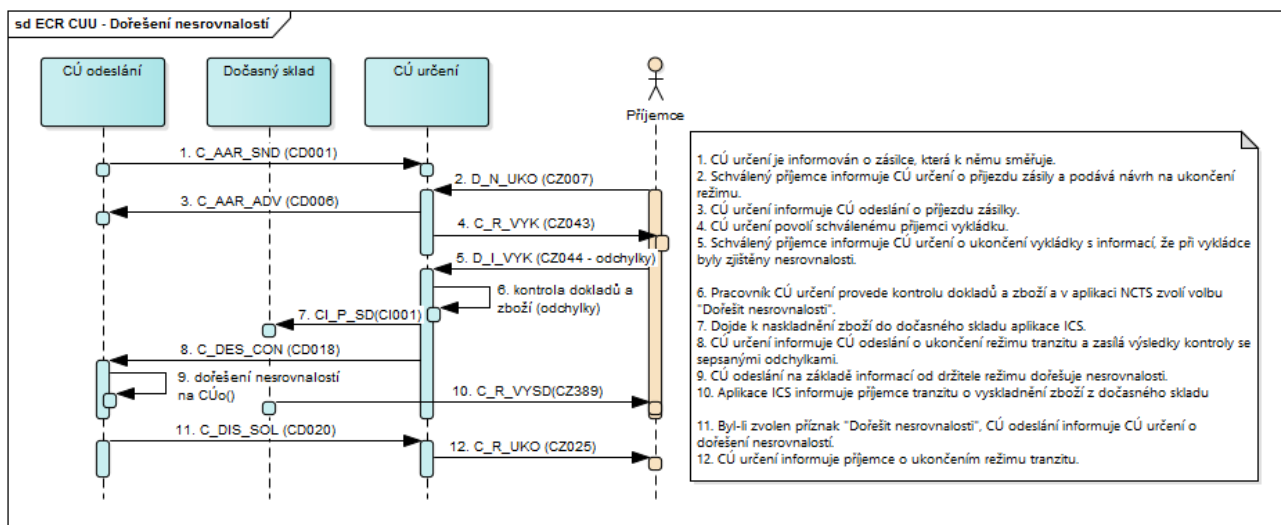 sd ECR CUU - Dořešení nesrovnalostí
CÚ odeslání
Dočasný sklad
CÚ určení
Příjemce
1. C_AAR_SND (CD001)
2. D_N_UKO (CZ007)
3. C_AAR_ADV (CD006)
4. C_R_VYK (CZ043)
5. D_I_VYK (CZ044 - odchylky)
6. kontrola dokladů a
zboží (odchylky)
7. CI_P_SD(CI001)
8. C_DES_CON (CD018)
9. dořešení nesrovnalostí
na CÚo()
10. C_R_VYSD(CZ389)
11. C_DIS_SOL (CD020)
12. C_R_UKO (CZ025)
1. CÚ určení je informován o zásilce, která k němu směřuje.
2. Schválený příjemce informuje CÚ určení o přijezdu zásily a podává návrh na ukončení
režimu.
3. CÚ určení informuje CÚ odeslání o příjezdu zásilky.
4. CÚ určení povolí schválenému přijemci vykládku.
5. Schválený příjemce informuje CÚ určení o ukončení vykládky s informací, že při vykládce
byly zjištěny nesrovnalosti.
6. Pracovník CÚ určení provede kontrolu dokladů a zboží a v aplikaci NCTS zvolí volbu
"Dořešit nesrovnalosti".
7. Dojde k naskladnění zboží do dočasného skladu aplikace ICS.
8. CÚ určení informuje CÚ odeslání o ukončení režimu tranzitu a zasílá výsledky kontroly se
sepsanými odchylkami.
9. CÚ odeslání na základě informací od držitele režimu dořešuje nesrovnalosti.
10. Aplikace ICS informuje příjemce tranzitu o vyskladnění zboží z dočasného skladu
11. Byl-li zvolen příznak "Dořešit nesrovnalosti", CÚ odeslání informuje CÚ určení o
dořešení nesrovnalostí.
12. CÚ určení informuje příjemce o ukončením režimu tranzitu.